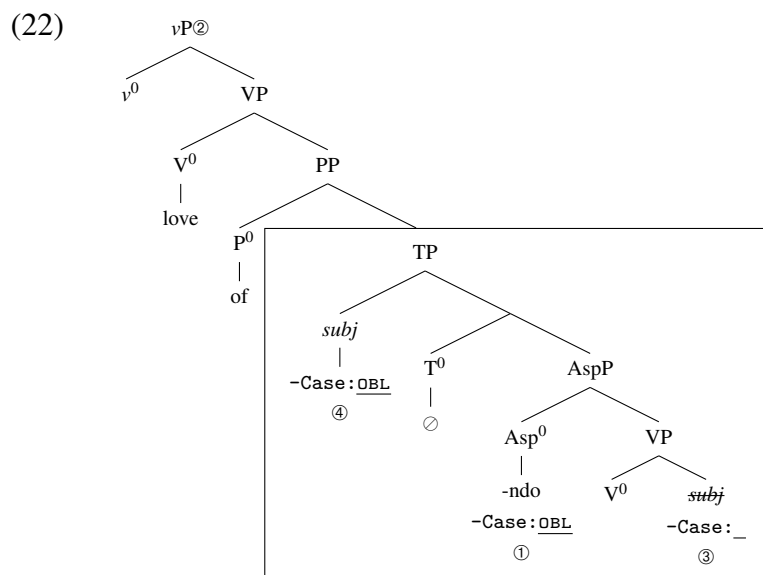 (22)
vP②
v⁰ VP
V⁰ PP
love
P⁰ TP
of
subj
T⁰ AspP
-Case:OBL
④ ∅
Asp⁰ VP
-ndo V⁰ subj
-Case:OBL -Case:_
① ③